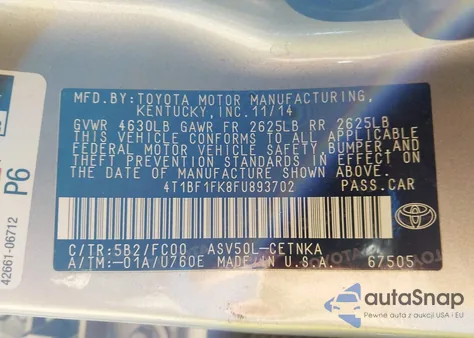 MFD.BY:TOYOTA MOTOR MANUFACTURING,
KENTUCKY,INC. 11/14
GVWR 4630LB GAWR FR 2625LB RR 2625LB
THIS VEHICLE CONFORMS TO ALL APPLICABLE
FEDERAL MOTOR VEHICLE SAFETY,BUMPER,AND
THEFT PREVENTION STANDARDS IN EFFECT ON
THE DATE OF MANUFACTURE SHOWN ABOVE.
4T1BF1FK8FU893702 PASS.CAR
C/TR:5B2/FC00 ASV50L-CETNKA
A/TM:-01A/U760E MADE IN U.S.A. 67505
TOYOTA
P6
42661-06712
autaSnap
Pewne auta z aukcji USA i EU